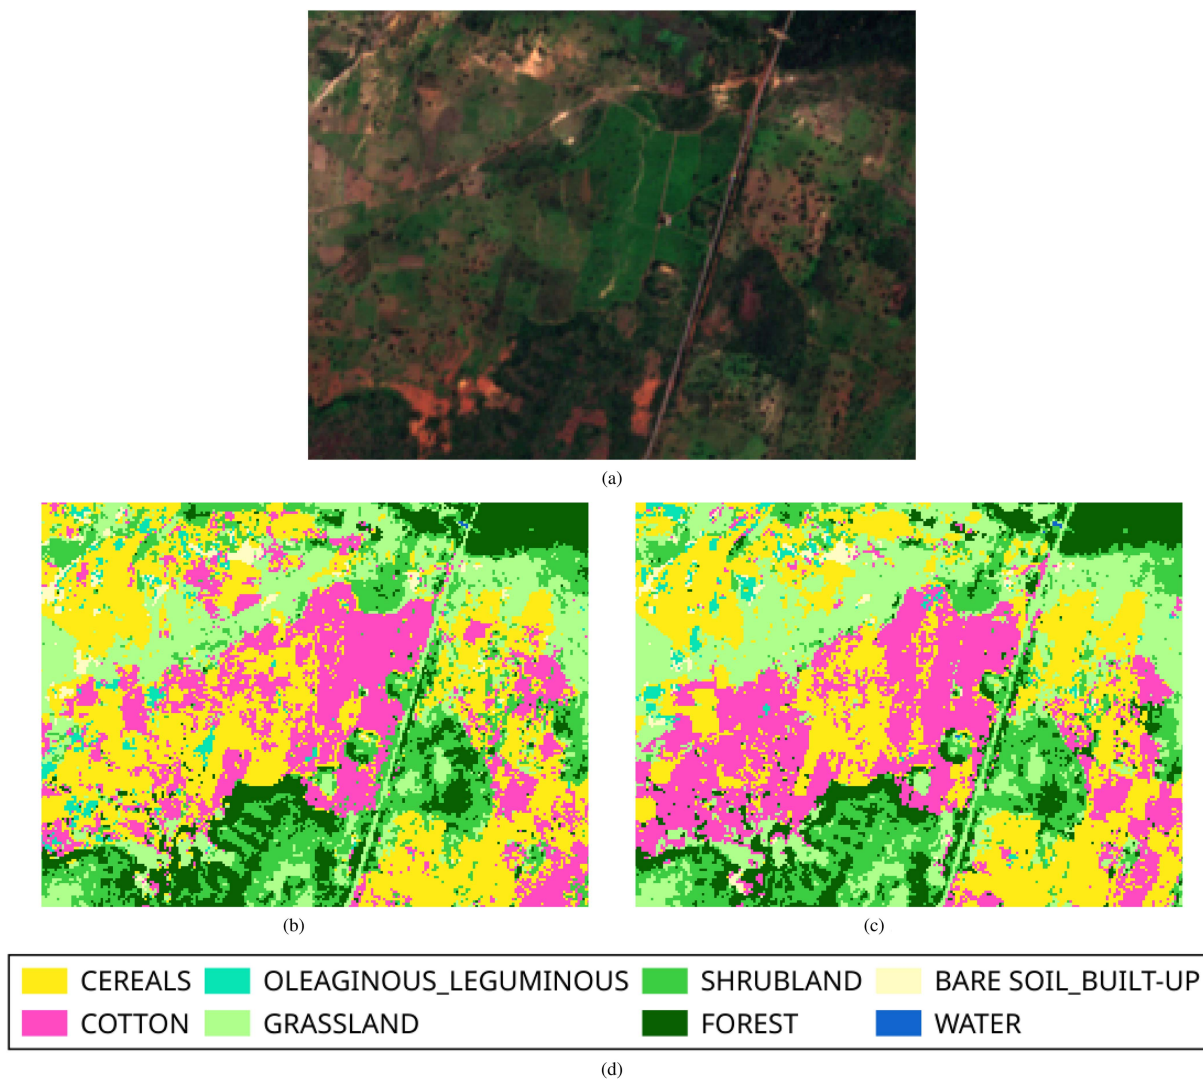 (a)
(b) (c)
CEREALS OLEAGINOUS_LEGUMINOUS SHRUBLAND BARE SOIL_BUILT-UP
COTTON GRASSLAND FOREST WATER
(d)